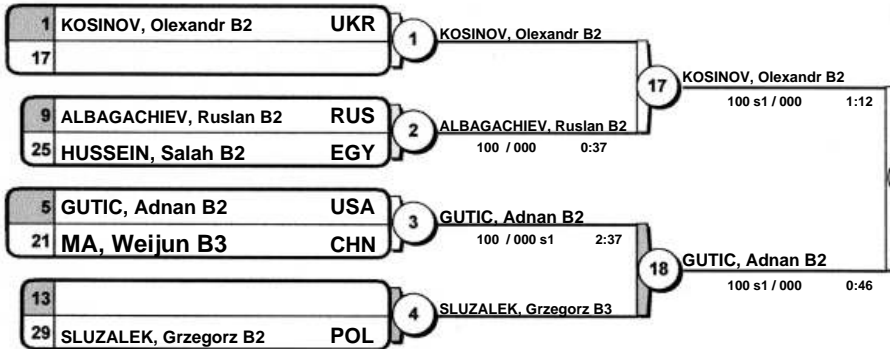 1 KOSINOV, Olexandr B2 UKR
17
1
KOSINOV, Olexandr B2
9 ALBAGACHIEV, Ruslan B2 RUS
25 HUSSEIN, Salah B2 EGY
2
ALBAGACHIEV, Ruslan B2
100 / 000 0:37
17
KOSINOV, Olexandr B2
100 s1 / 000 1:12
5 GUTIC, Adnan B2 USA
21 MA, Weijun B3 CHN
3
GUTIC, Adnan B2
100 / 000 s1 2:37
13
29 SLUZALEK, Grzegorz B2 POL
4
SLUZALEK, Grzegorz B3
18
GUTIC, Adnan B2
100 s1 / 000 0:46